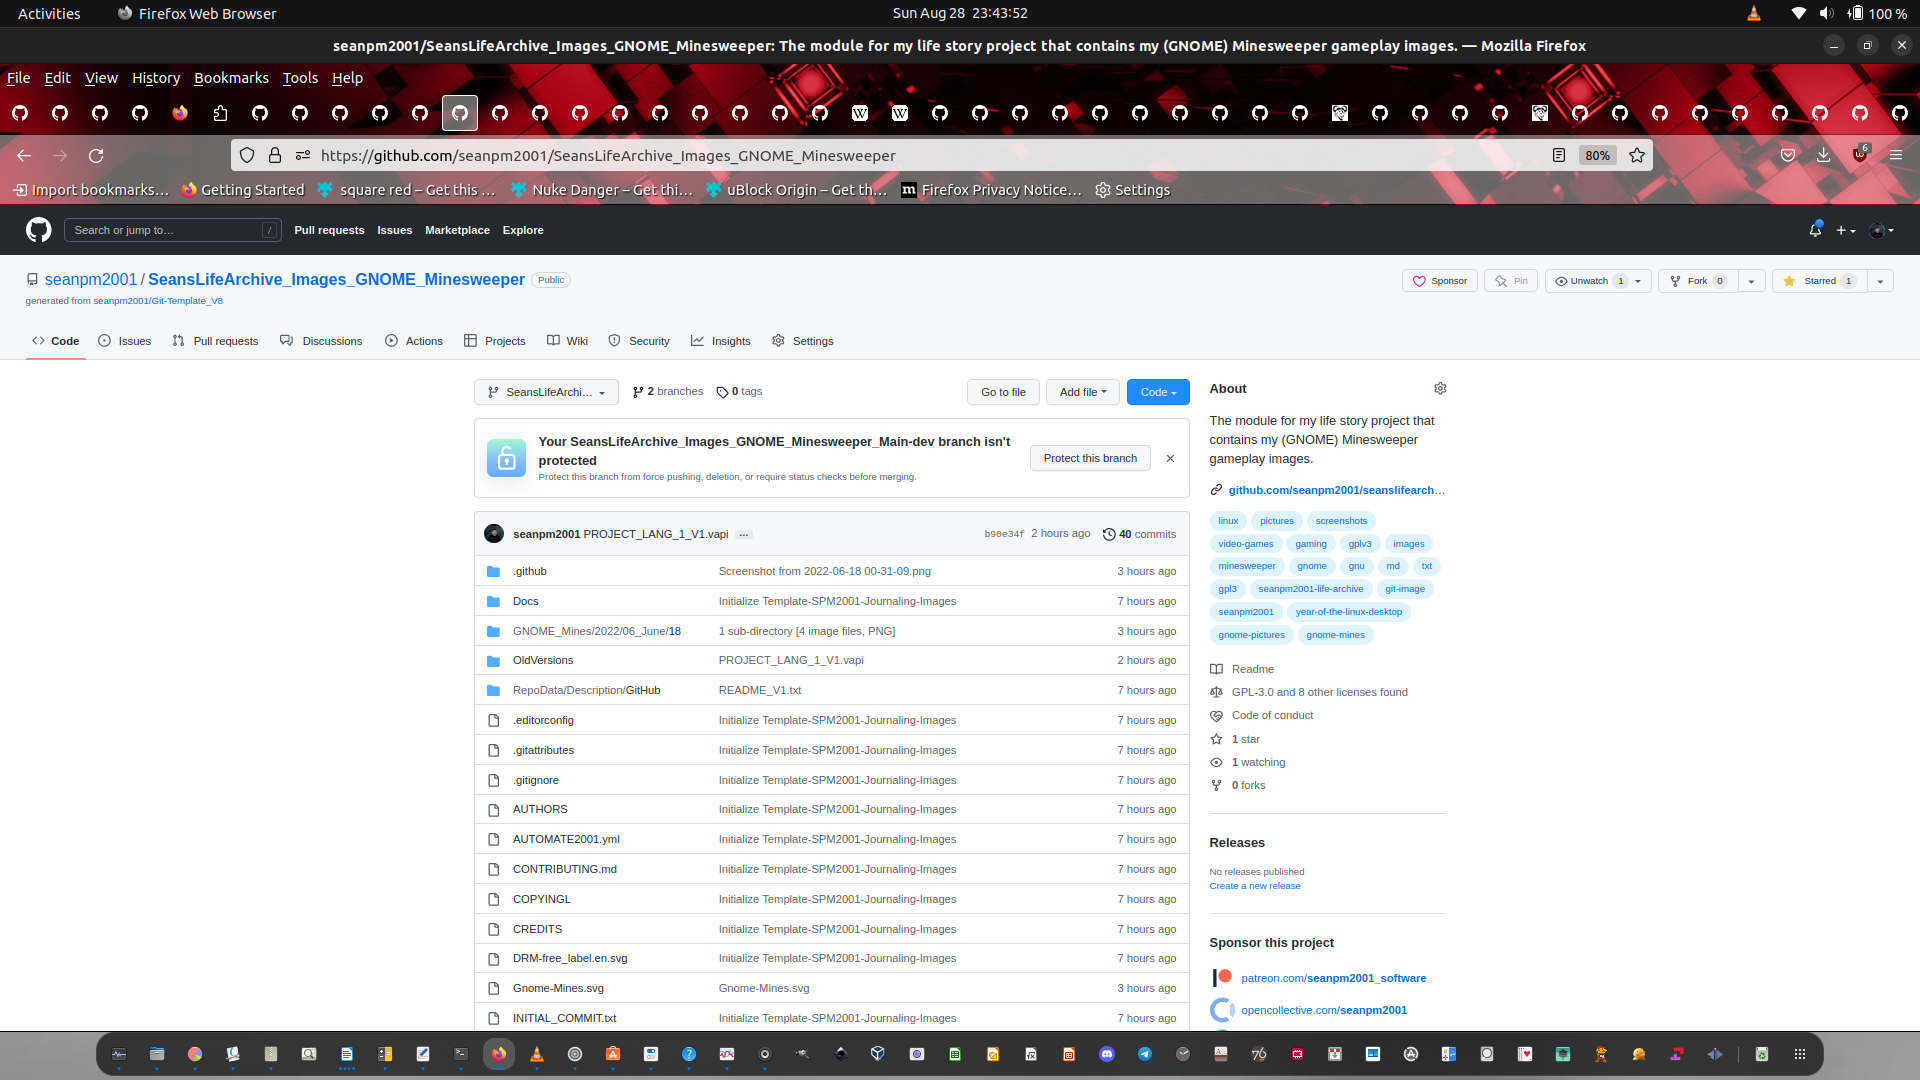 Activities
Firefox Web Browser
Sun Aug 28 23:43:52
100 %
seanpm2001/SeansLifeArchive_Images_GNOME_Minesweeper: The module for my life story project that contains my (GNOME) Minesweeper gameplay images. — Mozilla Firefox
File Edit View History Bookmarks Tools Help
https://github.com/seanpm2001/SeansLifeArchive_Images_GNOME_Minesweeper
80%
6
Import bookmarks…
Getting Started
square red – Get this …
Nuke Danger – Get thi…
uBlock Origin – Get th…
Firefox Privacy Notice…
Settings
Search or jump to…
/
Pull requests
Issues
Marketplace
Explore
seanpm2001 / SeansLifeArchive_Images_GNOME_Minesweeper
Public
generated from seanpm2001/Git-Template_V8
Sponsor
Pin
Unwatch 1
Fork 0
Starred 1
Code
Issues
Pull requests
Discussions
Actions
Projects
Wiki
Security
Insights
Settings
SeansLifeArchi…
2 branches
0 tags
Go to file
Add file
Code
Your SeansLifeArchive_Images_GNOME_Minesweeper_Main-dev branch isn't
protected
Protect this branch from force pushing, deletion, or require status checks before merging.
Protect this branch
seanpm2001 PROJECT_LANG_1_V1.vapi …
b90e34f 2 hours ago
40 commits
.github Screenshot from 2022-06-18 00-31-09.png 3 hours ago
Docs Initialize Template-SPM2001-Journaling-Images 7 hours ago
GNOME_Mines/2022/06_June/18 1 sub-directory [4 image files, PNG] 3 hours ago
OldVersions PROJECT_LANG_1_V1.vapi 2 hours ago
RepoData/Description/GitHub README_V1.txt 7 hours ago
.editorconfig Initialize Template-SPM2001-Journaling-Images 7 hours ago
.gitattributes Initialize Template-SPM2001-Journaling-Images 7 hours ago
.gitignore Initialize Template-SPM2001-Journaling-Images 7 hours ago
AUTHORS Initialize Template-SPM2001-Journaling-Images 7 hours ago
AUTOMATE2001.yml Initialize Template-SPM2001-Journaling-Images 7 hours ago
CONTRIBUTING.md Initialize Template-SPM2001-Journaling-Images 7 hours ago
COPYINGL Initialize Template-SPM2001-Journaling-Images 7 hours ago
CREDITS Initialize Template-SPM2001-Journaling-Images 7 hours ago
DRM-free_label.en.svg Initialize Template-SPM2001-Journaling-Images 7 hours ago
Gnome-Mines.svg Gnome-Mines.svg 3 hours ago
INITIAL_COMMIT.txt Initialize Template-SPM2001-Journaling-Images 7 hours ago
About
The module for my life story project that
contains my (GNOME) Minesweeper
gameplay images.
github.com/seanpm2001/seanslifearch…
linux pictures screenshots
video-games gaming gplv3 images
minesweeper gnome gnu md txt
gpl3 seanpm2001-life-archive git-image
seanpm2001 year-of-the-linux-desktop
gnome-pictures gnome-mines
Readme
GPL-3.0 and 8 other licenses found
Code of conduct
1 star
1 watching
0 forks
Releases
No releases published
Create a new release
Sponsor this project
patreon.com/seanpm2001_software
opencollective.com/seanpm2001